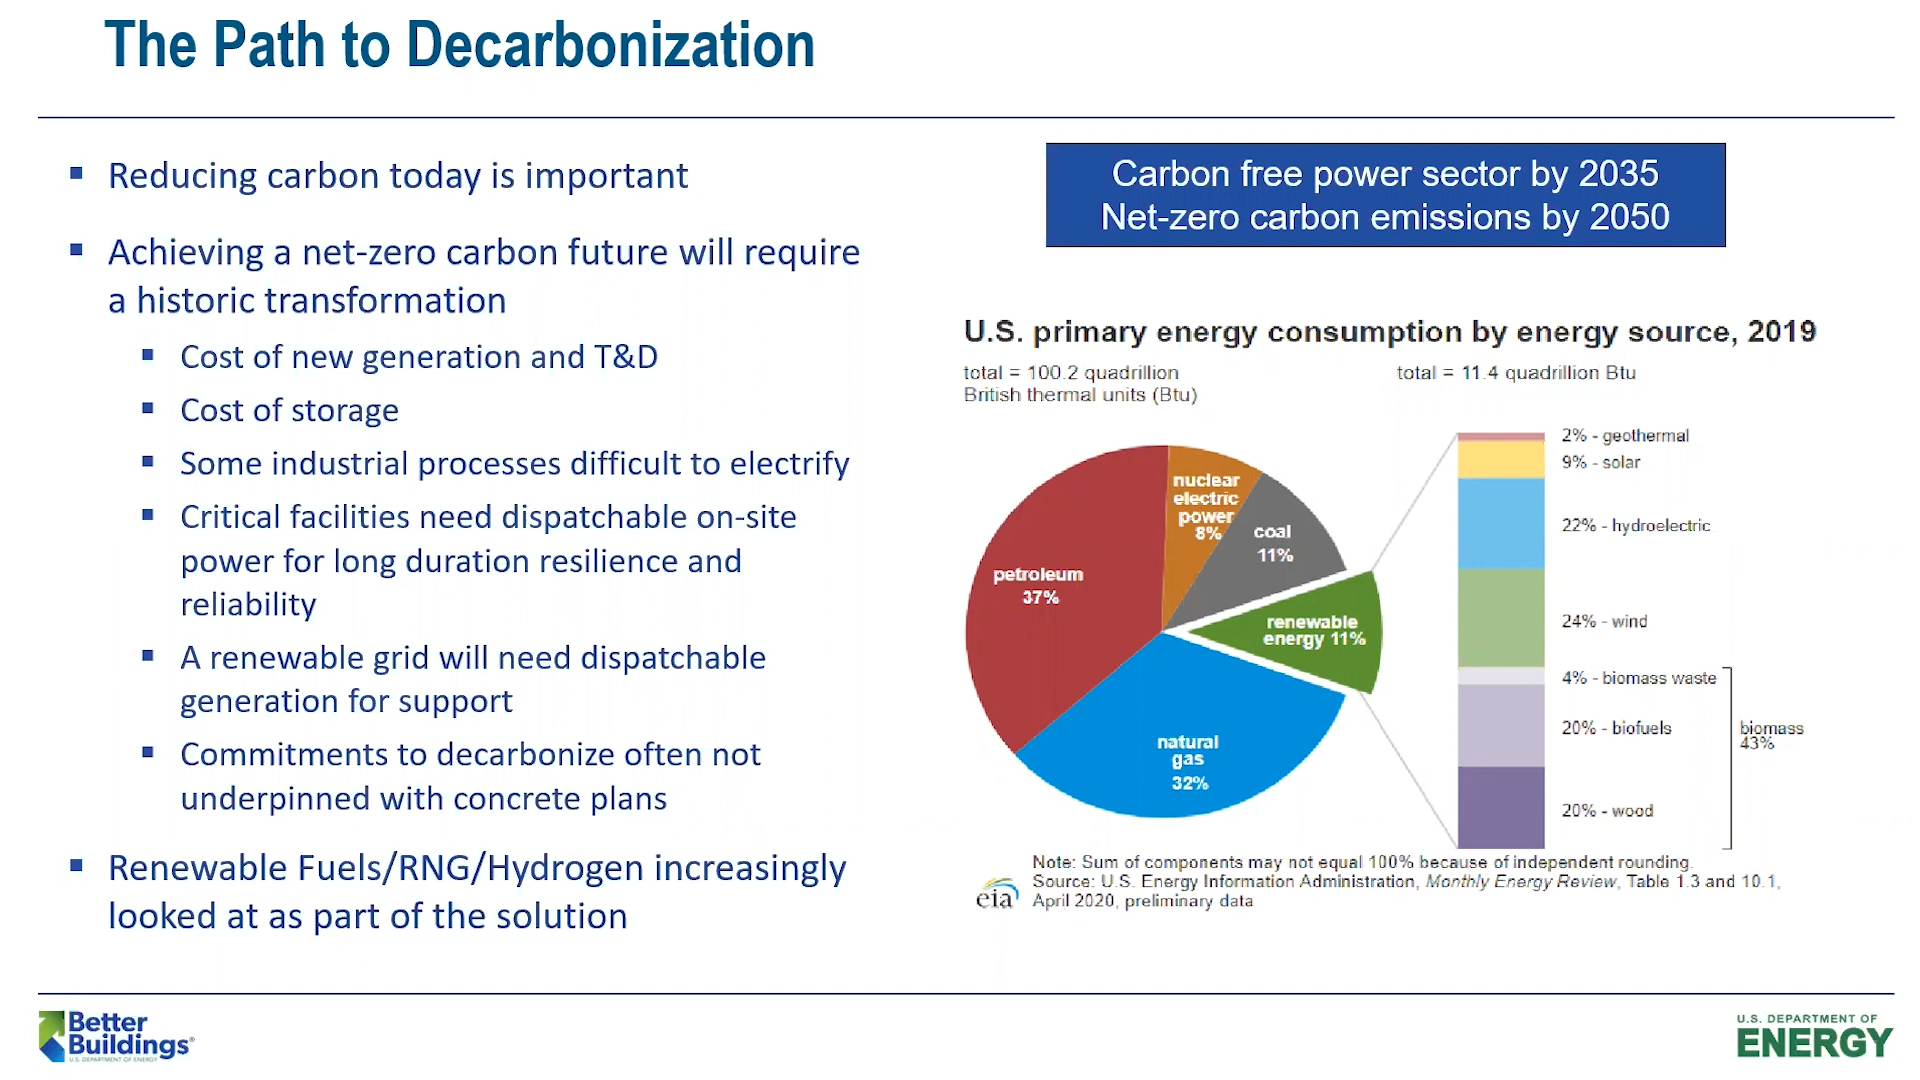 The Path to Decarbonization
Reducing carbon today is important
Achieving a net-zero carbon future will require
a historic transformation
Cost of new generation and T&D
Cost of storage
Some industrial processes difficult to electrify
Critical facilities need dispatchable on-site
power for long duration resilience and
reliability
A renewable grid will need dispatchable
generation for support
Commitments to decarbonize often not
underpinned with concrete plans
Renewable Fuels/RNG/Hydrogen increasingly
looked at as part of the solution
Carbon free power sector by 2035
Net-zero carbon emissions by 2050
U.S. primary energy consumption by energy source, 2019
total = 100.2 quadrillion
British thermal units (Btu)
total = 11.4 quadrillion Btu
petroleum
37%
nuclear
electric
power
8%
coal
11%
renewable
energy 11%
natural
gas
32%
2% - geothermal
9% - solar
22% - hydroelectric
24% - wind
4% - biomass waste
20% - biofuels
20% - wood
biomass
43%
Note: Sum of components may not equal 100% because of independent rounding.
Source: U.S. Energy Information Administration, Monthly Energy Review, Table 1.3 and 10.1,
April 2020, preliminary data
eia
Better
Buildings®
U.S. DEPARTMENT OF ENERGY
U.S. DEPARTMENT OF
ENERGY